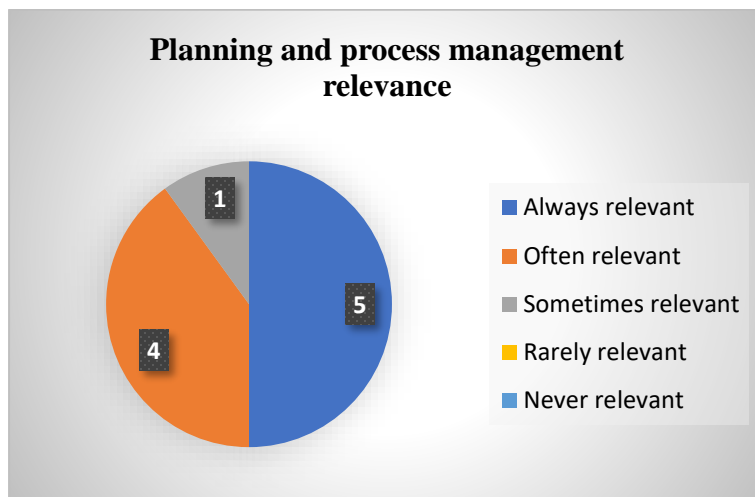 Planning and process management
relevance
1
5
4
Always relevant
Often relevant
Sometimes relevant
Rarely relevant
Never relevant